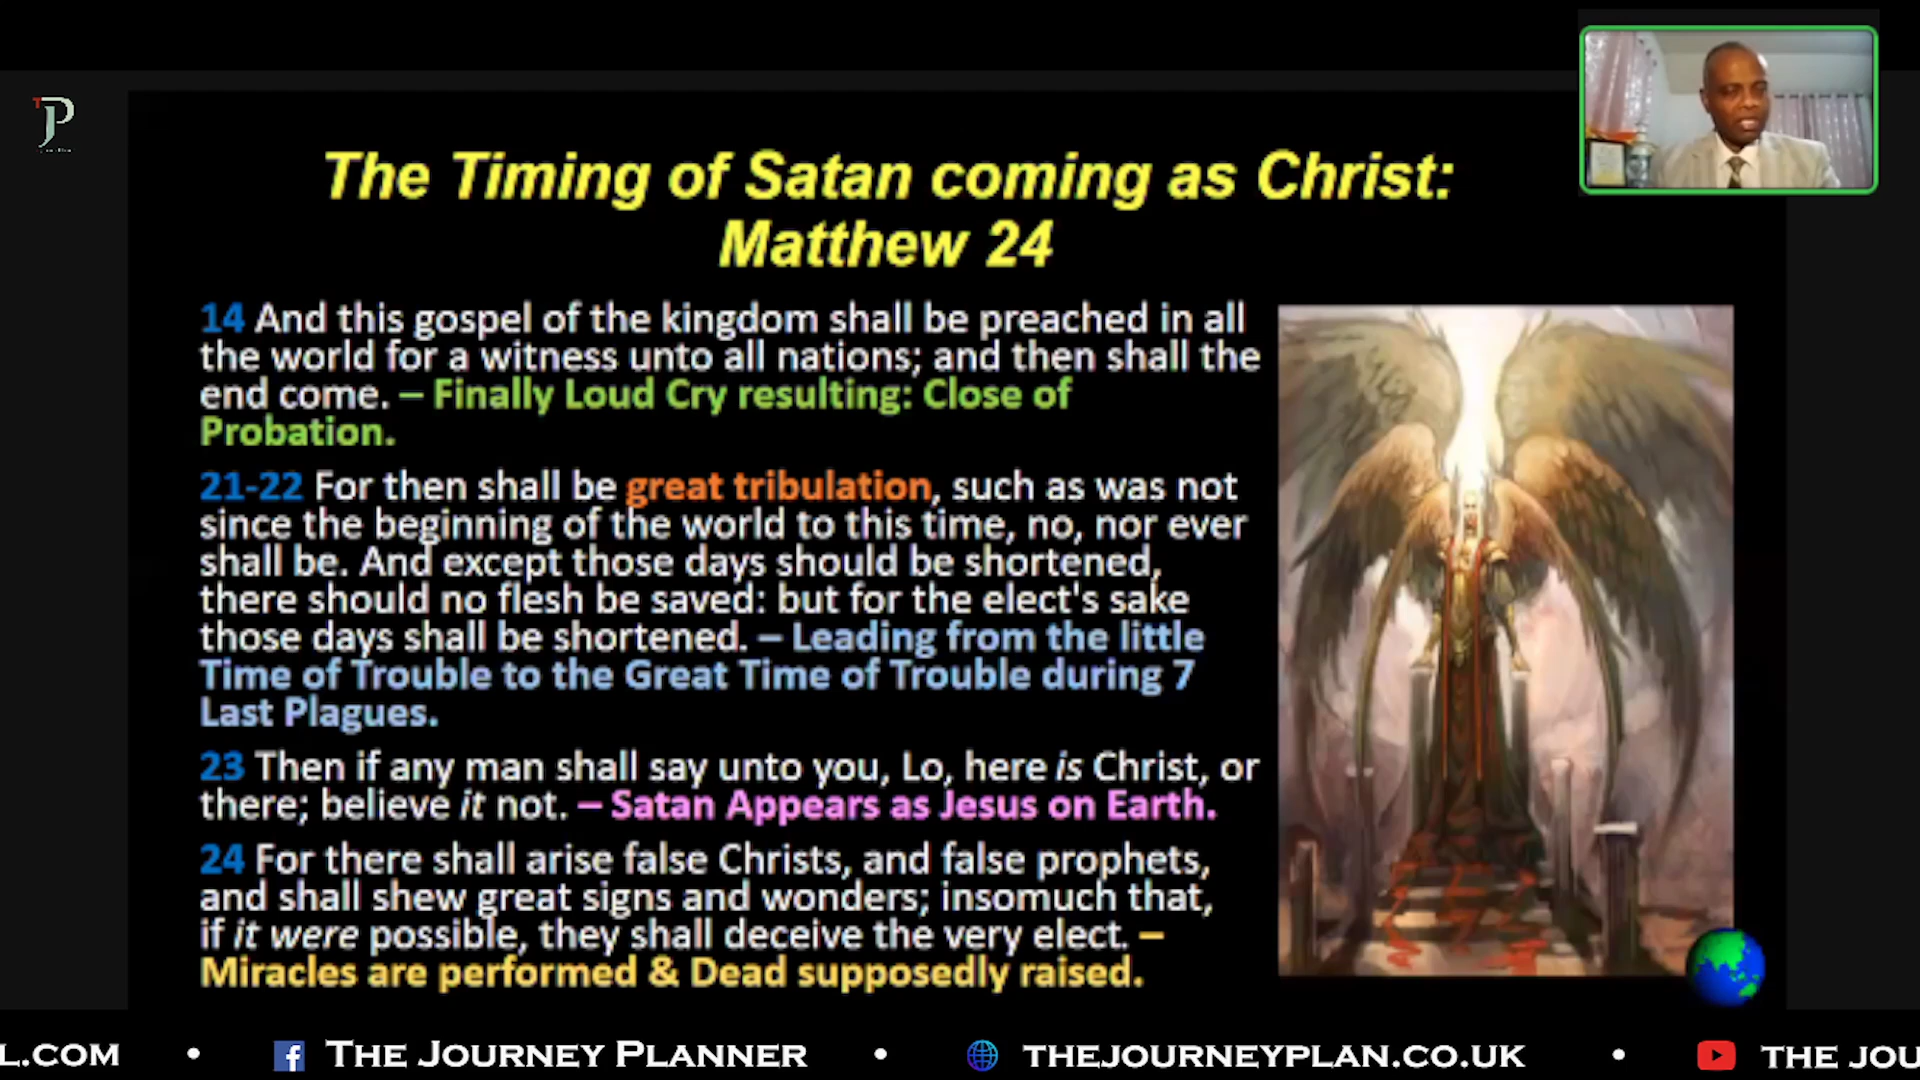 TP
The Timing of Satan coming as Christ:
Matthew 24
14 And this gospel of the kingdom shall be preached in all
the world for a witness unto all nations; and then shall the
end come. – Finally Loud Cry resulting: Close of
Probation.
21-22 For then shall be great tribulation, such as was not
since the beginning of the world to this time, no, nor ever
shall be. And except those days should be shortened,
there should no flesh be saved: but for the elect's sake
those days shall be shortened. – Leading from the little
Time of Trouble to the Great Time of Trouble during 7
Last Plagues.
23 Then if any man shall say unto you, Lo, here is Christ, or
there; believe it not. – Satan Appears as Jesus on Earth.
24 For there shall arise false Christs, and false prophets,
and shall shew great signs and wonders; insomuch that,
if it were possible, they shall deceive the very elect. –
Miracles are performed & Dead supposedly raised.
L.COM • THE JOURNEY PLANNER • THEJOURNEYPLAN.CO.UK • THE JOU